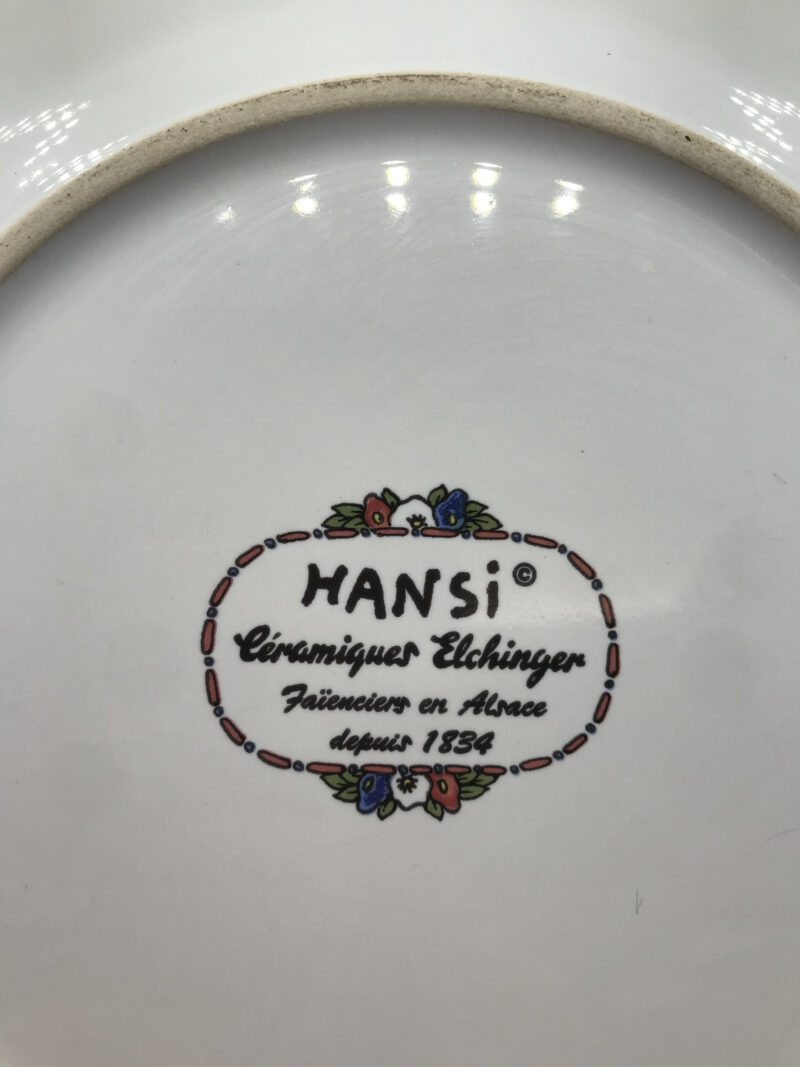 HANSi©
Céramiques Elchinger
Faïenciers en Alsace
depuis 1834